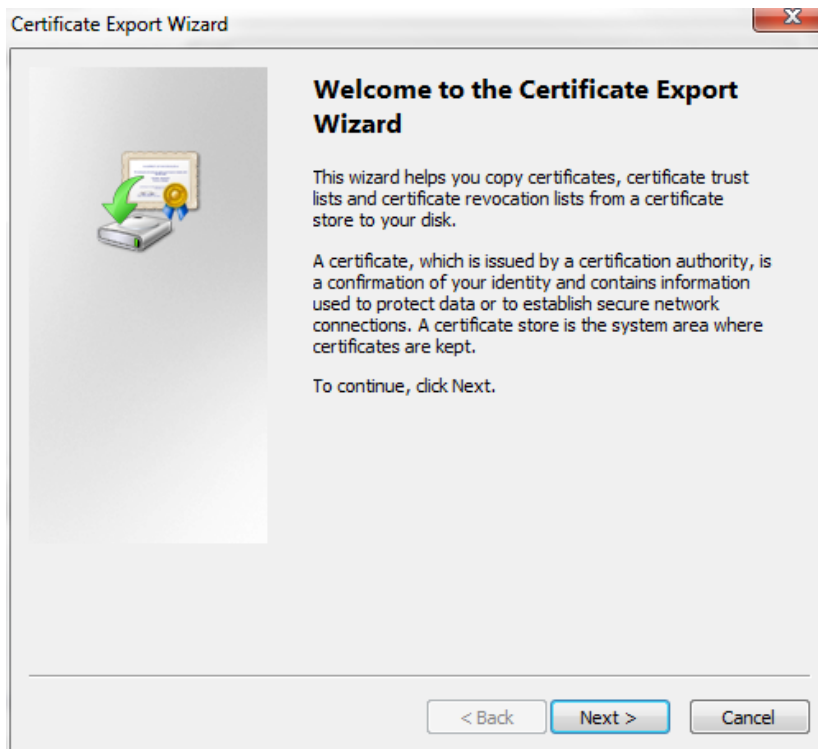 Certificate Export Wizard
Welcome to the Certificate Export
Wizard
This wizard helps you copy certificates, certificate trust
lists and certificate revocation lists from a certificate
store to your disk.
A certificate, which is issued by a certification authority, is
a confirmation of your identity and contains information
used to protect data or to establish secure network
connections. A certificate store is the system area where
certificates are kept.
To continue, click Next.
< Back
Next >
Cancel